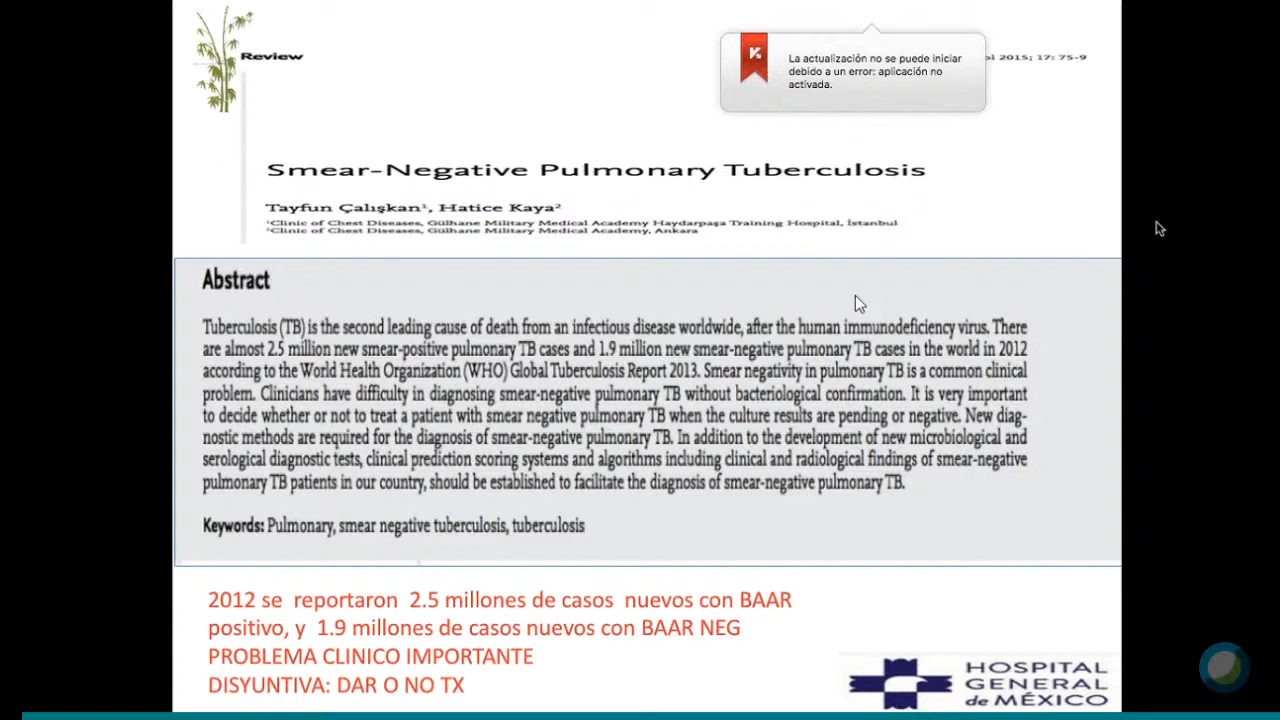 Review
La actualización no se puede iniciar
debido a un error: aplicación no
activada.
ol 2015; 17: 75-9
Smear-Negative Pulmonary Tuberculosis
Tayfun Çalışkan¹, Hatice Kaya²
¹Clinic of Chest Diseases, Gülhane Military Medical Academy Haydarpaşa Training Hospital, İstanbul
²Clinic of Chest Diseases, Gülhane Military Medical Academy, Ankara
Abstract
Tuberculosis (TB) is the second leading cause of death from an infectious disease worldwide, after the human immunodeficiency virus. There
are almost 2.5 million new smear-positive pulmonary TB cases and 1.9 million new smear-negative pulmonary TB cases in the world in 2012
according to the World Health Organization (WHO) Global Tuberculosis Report 2013. Smear negativity in pulmonary TB is a common clinical
problem. Clinicians have difficulty in diagnosing smear-negative pulmonary TB without bacteriological confirmation. It is very important
to decide whether or not to treat a patient with smear negative pulmonary TB when the culture results are pending or negative. New diag-
nostic methods are required for the diagnosis of smear-negative pulmonary TB. In addition to the development of new microbiological and
serological diagnostic tests, clinical prediction scoring systems and algorithms including clinical and radiological findings of smear-negative
pulmonary TB patients in our country, should be established to facilitate the diagnosis of smear-negative pulmonary TB.
Keywords: Pulmonary, smear negative tuberculosis, tuberculosis
2012 se reportaron 2.5 millones de casos nuevos con BAAR
positivo, y 1.9 millones de casos nuevos con BAAR NEG
PROBLEMA CLINICO IMPORTANTE
DISYUNTIVA: DAR O NO TX
HOSPITAL
GENERAL
de MÉXICO